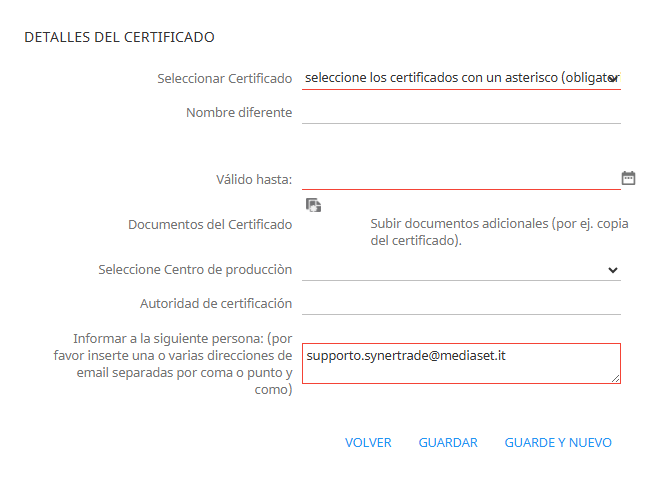 DETALLES DEL CERTIFICADO
Seleccionar Certificado
seleccione los certificados con un asterisco (obligator
Nombre diferente
Válido hasta:
Documentos del Certificado
Subir documentos adicionales (por ej. copia
del certificado).
Seleccione Centro de producciòn
Autoridad de certificación
Informar a la siguiente persona: (por
favor inserte una o varias direcciones de
email separadas por coma o punto y
como)
supporto.synertrade@mediaset.it
VOLVER
GUARDAR
GUARDE Y NUEVO